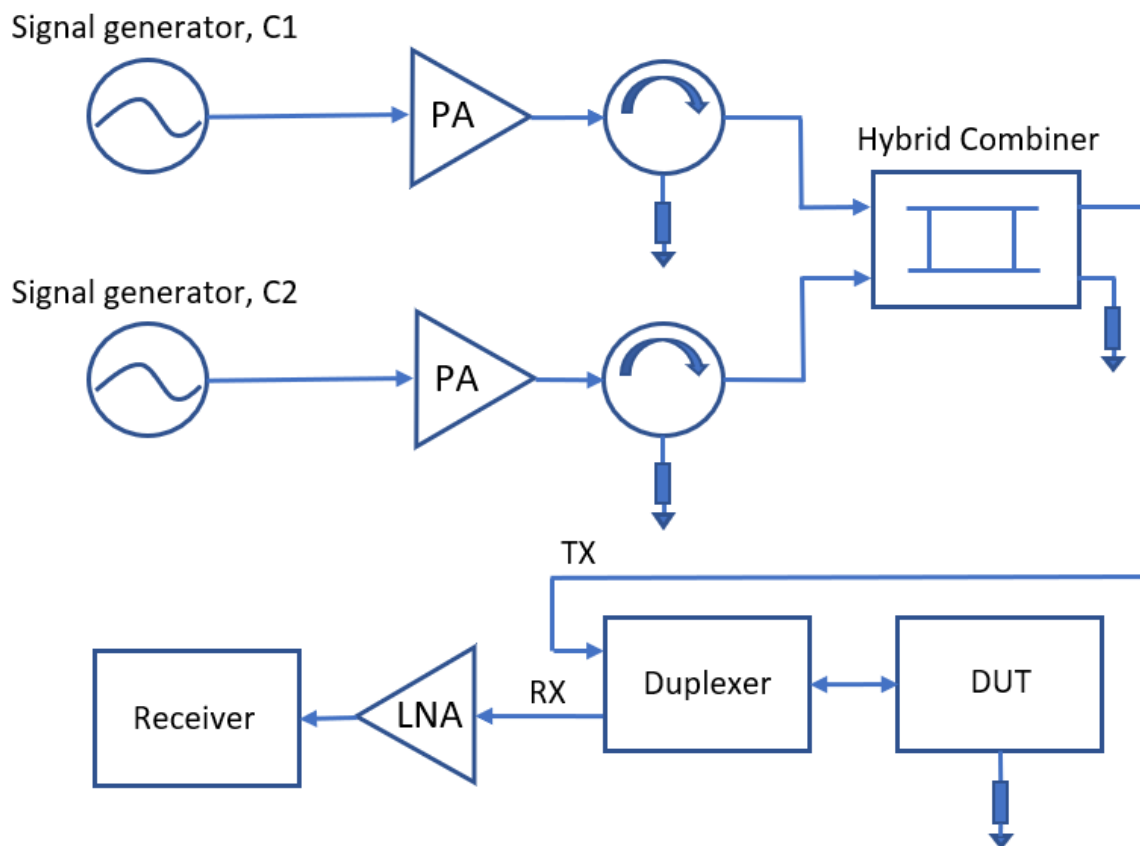 Signal generator, C1
PA
Hybrid Combiner
Signal generator, C2
PA
TX
Duplexer
DUT
RX
LNA
Receiver